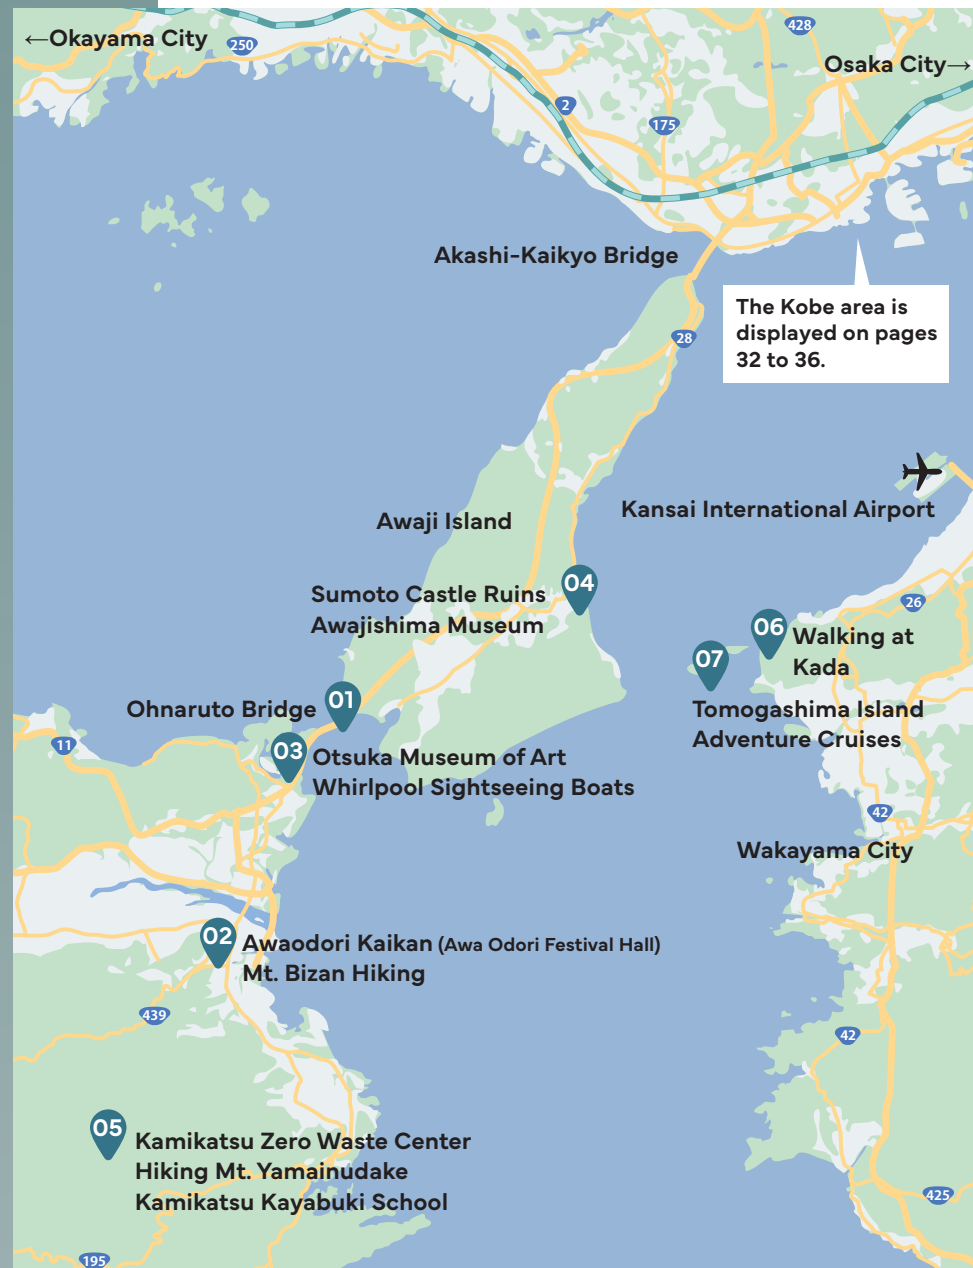 ←Okayama City
250
428
Osaka City→
2
175
Akashi-Kaikyo Bridge
The Kobe area is
displayed on pages
32 to 36.
28
Kansai International Airport
Awaji Island
04
Sumoto Castle Ruins
Awajishima Museum
26
06
Walking at
Kada
07
Tomogashima Island
Adventure Cruises
01
Ohnaruto Bridge
11
03
Otsuka Museum of Art
Whirlpool Sightseeing Boats
42
Wakayama City
02
Awaodori Kaikan (Awa Odori Festival Hall)
Mt. Bizan Hiking
439
42
05
Kamikatsu Zero Waste Center
Hiking Mt. Yamainudake
Kamikatsu Kayabuki School
425
195